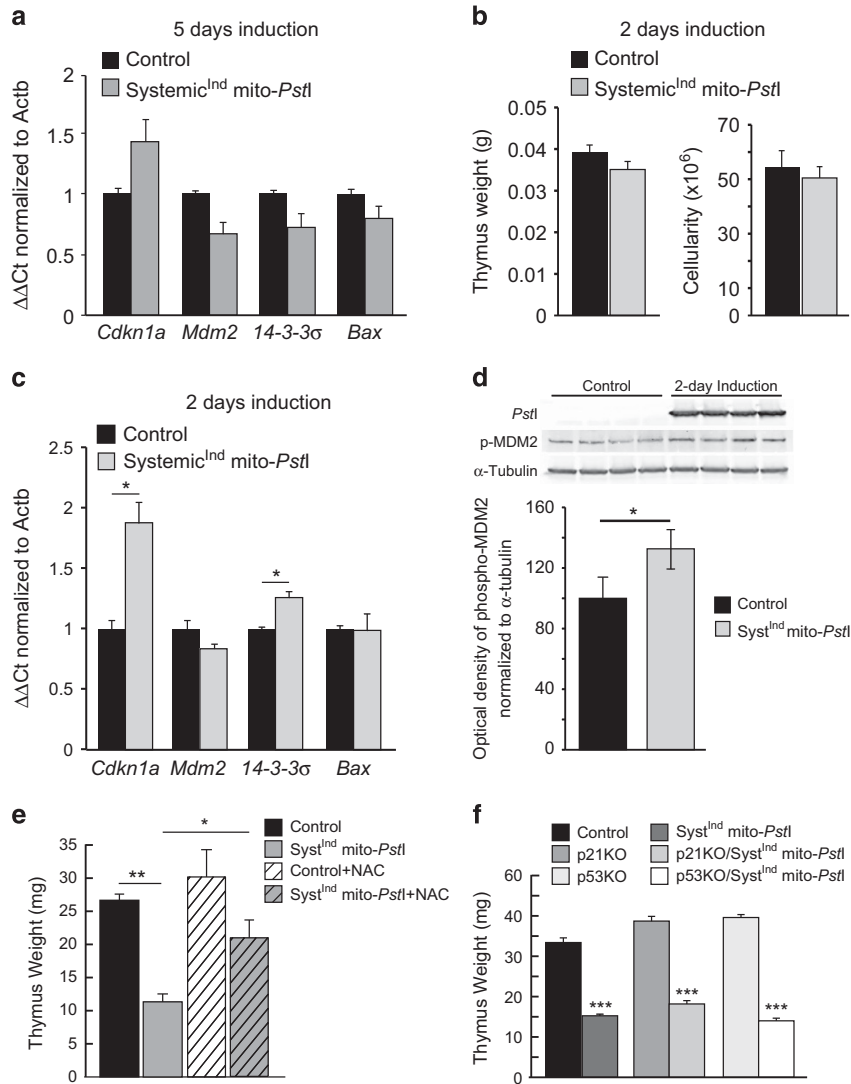 a
5 days induction
Control
Systemic^Ind mito-PstI
ΔΔCt normalized to Actb
2
1.5
1
0.5
0
Cdkn1a Mdm2 14-3-3σ Bax
b
2 days induction
Control
Systemic^Ind mito-PstI
Thymus weight (g)
0.05
0.04
0.03
0.02
0.01
0
Cellularity (x10^6)
70
60
50
40
30
10
0
c
2 days induction
Control
Systemic^Ind mito-PstI
ΔΔCt normalized to Actb
2.5
2
1.5
1
0.5
0
*
*
Cdkn1a Mdm2 14-3-3σ Bax
d
Control 2-day Induction
PstI
p-MDM2
α-Tubulin
Optical density of phospho-MDM2
normalized to α-tubulin
160
120
80
40
0
*
Control
Syst^Ind mito-PstI
e
Control
Syst^Ind mito-PstI
Control+NAC
Syst^Ind mito-PstI+NAC
Thymus Weight (mg)
35
30
25
20
15
10
5
0
**
*
f
Control Syst^Ind mito-PstI
p21KO p21KO/Syst^Ind mito-PstI
p53KO p53KO/Syst^Ind mito-PstI
Thymus Weight (mg)
60
40
30
20
10
0
*** *** ***